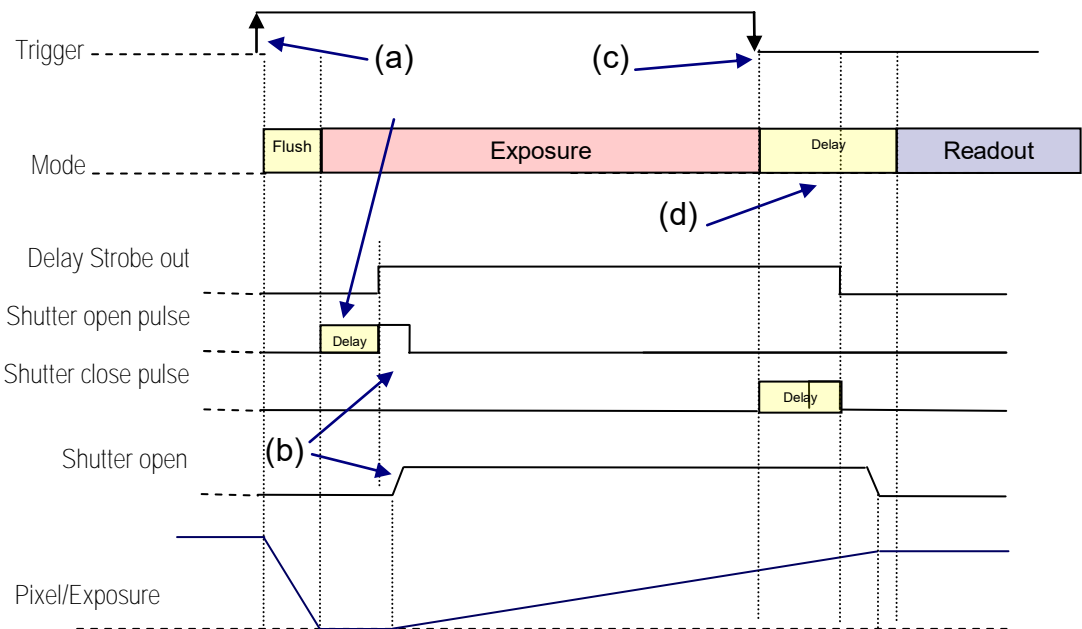 Trigger
(a)
(c)
Mode
Flush
Exposure
Delay
Readout
(d)
Delay Strobe out
Shutter open pulse
Delay
Shutter close pulse
Delay
(b)
Shutter open
Pixel/Exposure